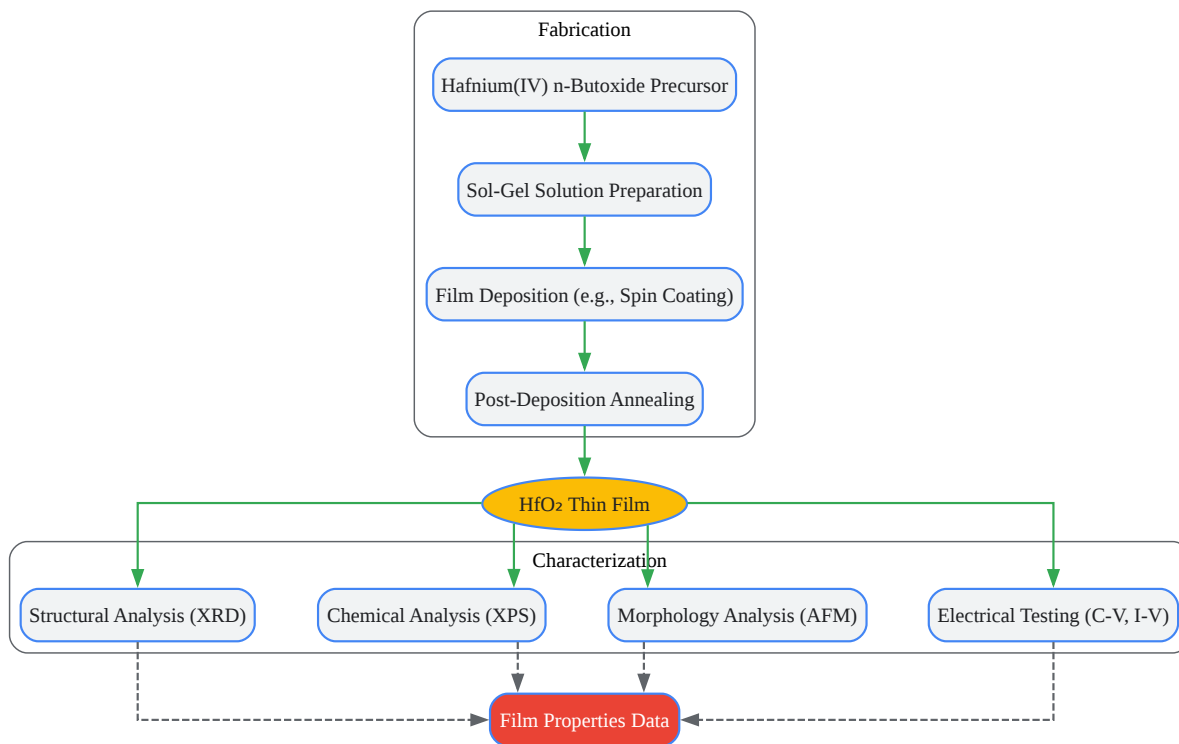 Fabrication
Hafnium(IV) n-Butoxide Precursor
Sol-Gel Solution Preparation
Film Deposition (e.g., Spin Coating)
Post-Deposition Annealing
HfO₂ Thin Film
Characterization
Structural Analysis (XRD)
Chemical Analysis (XPS)
Morphology Analysis (AFM)
Electrical Testing (C-V, I-V)
Film Properties Data